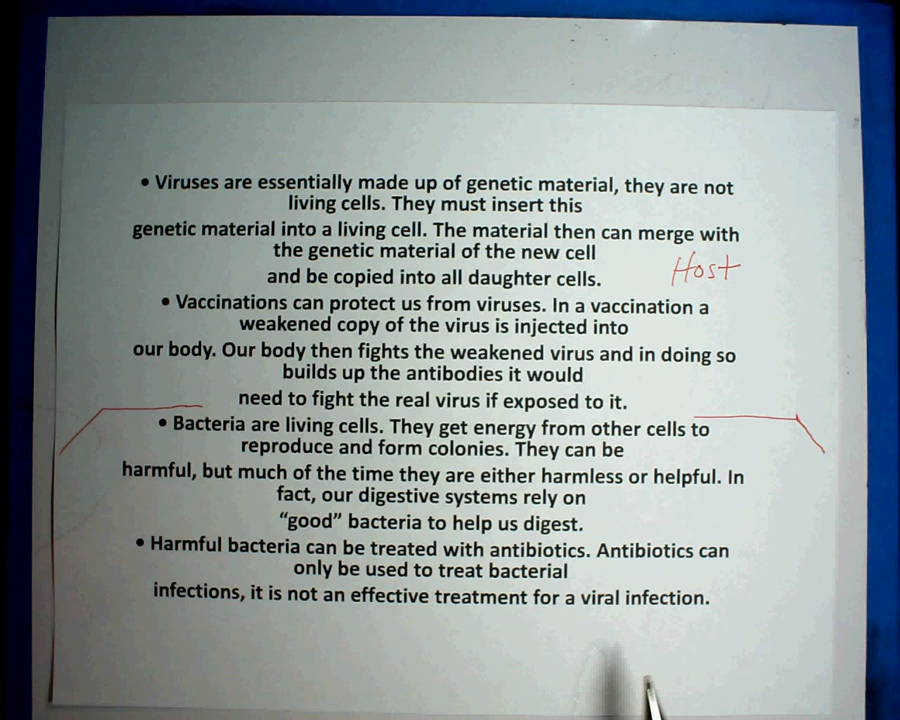 • Viruses are essentially made up of genetic material, they are not
living cells. They must insert this
genetic material into a living cell. The material then can merge with
the genetic material of the new cell
and be copied into all daughter cells.
Host
• Vaccinations can protect us from viruses. In a vaccination a
weakened copy of the virus is injected into
our body. Our body then fights the weakened virus and in doing so
builds up the antibodies it would
need to fight the real virus if exposed to it.
• Bacteria are living cells. They get energy from other cells to
reproduce and form colonies. They can be
harmful, but much of the time they are either harmless or helpful. In
fact, our digestive systems rely on
“good” bacteria to help us digest.
• Harmful bacteria can be treated with antibiotics. Antibiotics can
only be used to treat bacterial
infections, it is not an effective treatment for a viral infection.